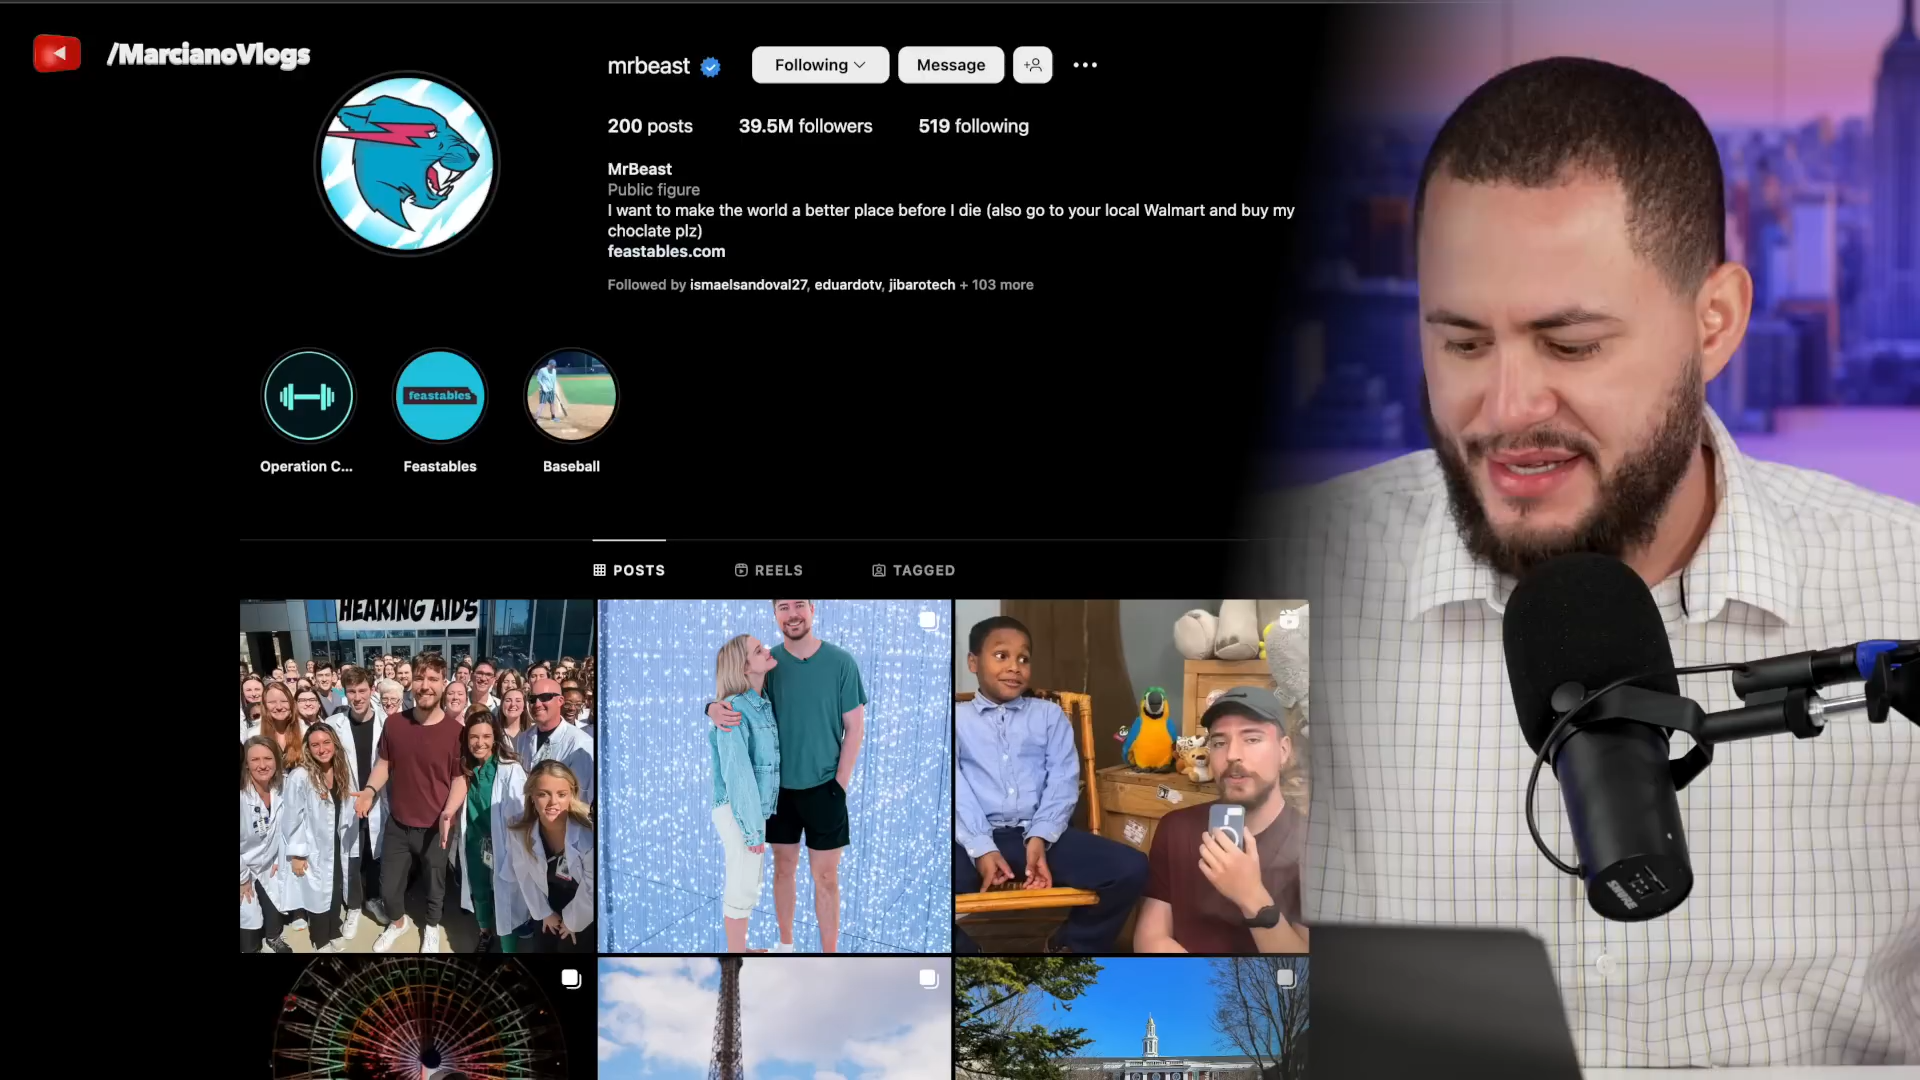 /MarcianoVlogs
mrbeast
Following
Message
200 posts
39.5M followers
519 following
MrBeast
Public figure
I want to make the world a better place before I die (also go to your local Walmart and buy my
choclate plz)
feastables.com
Followed by ismaelsandoval27, eduardotv, jibarotech + 103 more
feastables
Operation C...
Feastables
Baseball
POSTS
REELS
TAGGED
HEARING AIDS
SHURE